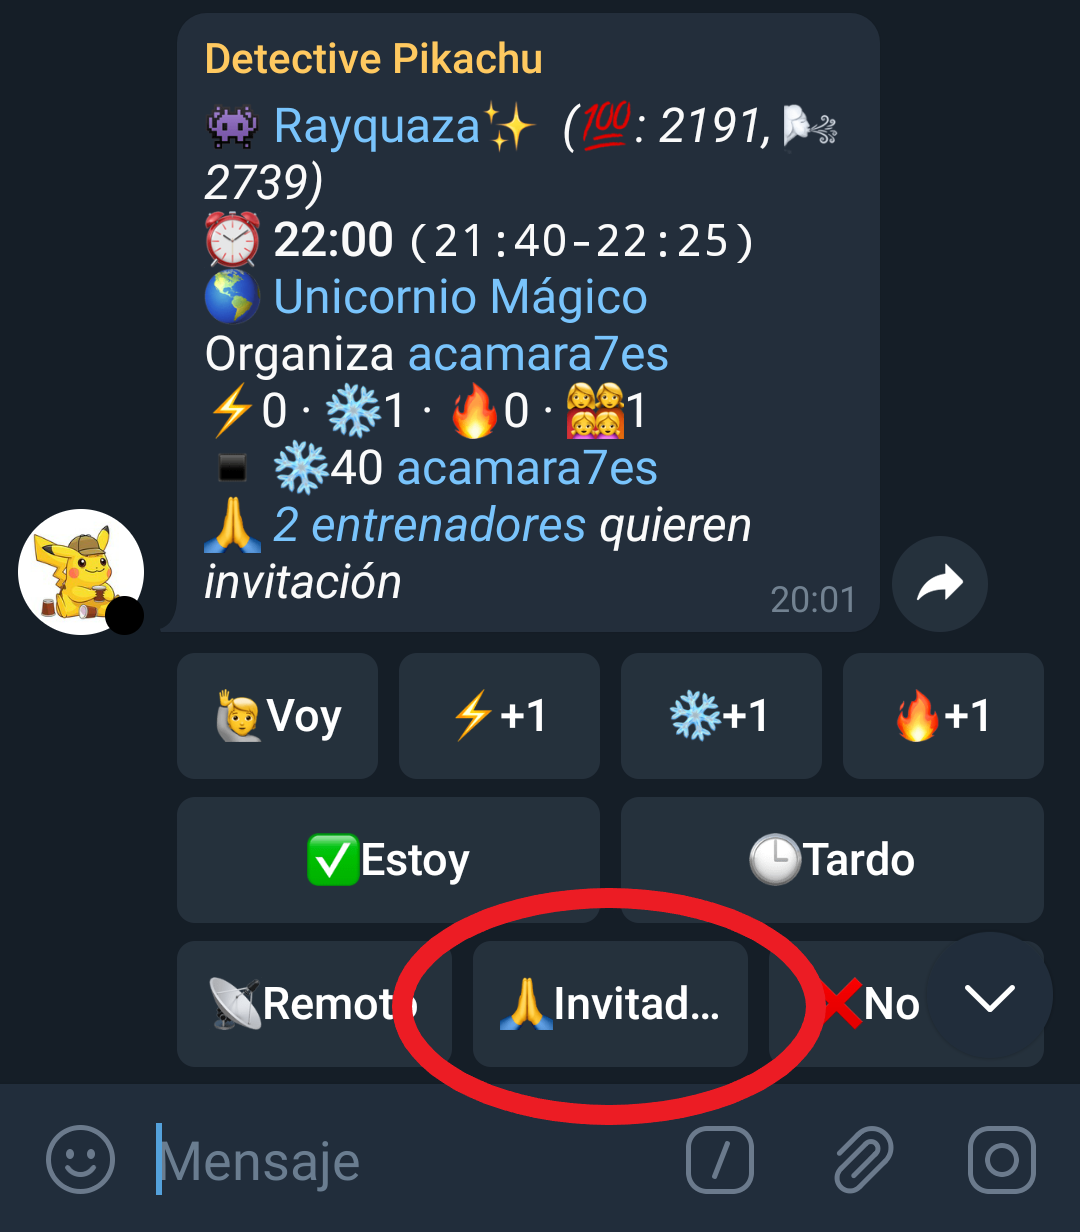 Detective Pikachu
👾 Rayquaza✨ (💯: 2191, 🌬️
2739)
⏰ 22:00 (21:40-22:25)
🌎 Unicornio Mágico
Organiza acamara7es
⚡0 · ❄️1 · 🔥0 · 👩‍👩‍👧‍👧1
▪️ ❄️40 acamara7es
🙏 2 entrenadores quieren
invitación
20:01
🙋Voy ⚡+1 ❄️+1 🔥+1
✅Estoy 🕒Tardo
📡Remoto 🙏Invitad... ❌No
Mensaje